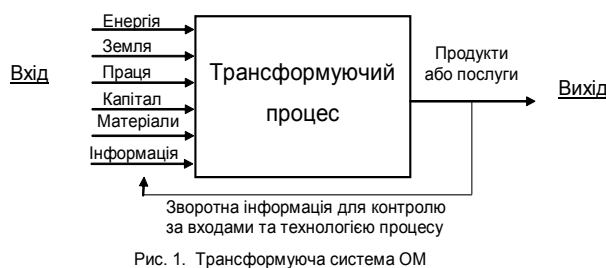 Енергія
Земля
Вхід
Праця
Капітал
Матеріали
Інформація
Трансформуючий
процес
Продукти
або послуги
Вихід
Зворотна інформація для контролю
за входами та технологією процесу
Рис. 1. Трансформуюча система ОМ